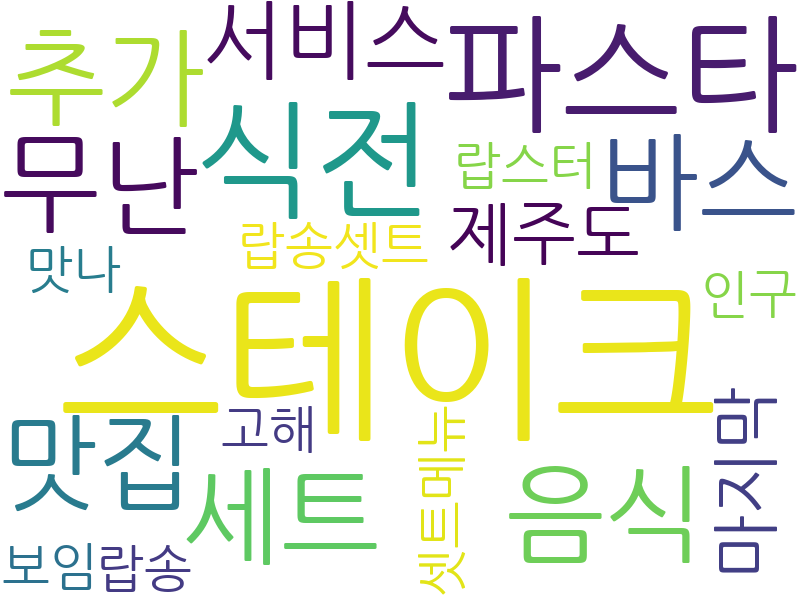 서비스
추가
파스타
식전
무난
바스
랍스터
제주도
랍송셋트
맛나
인구
스테이크
마지막
고해
셋트메뉴
맛집
세트
음식
보임
랍송